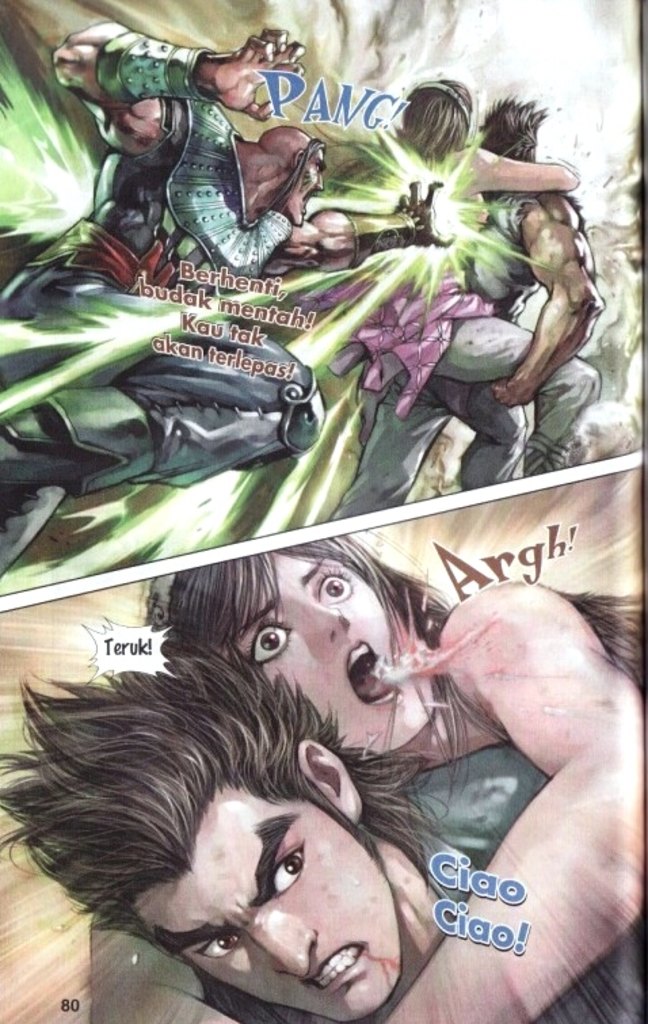 PANG!
Berhenti,
budak mentah!
Kau tak
akan terlepas!
Argh!
Teruk!
Ciao
Ciao!
80